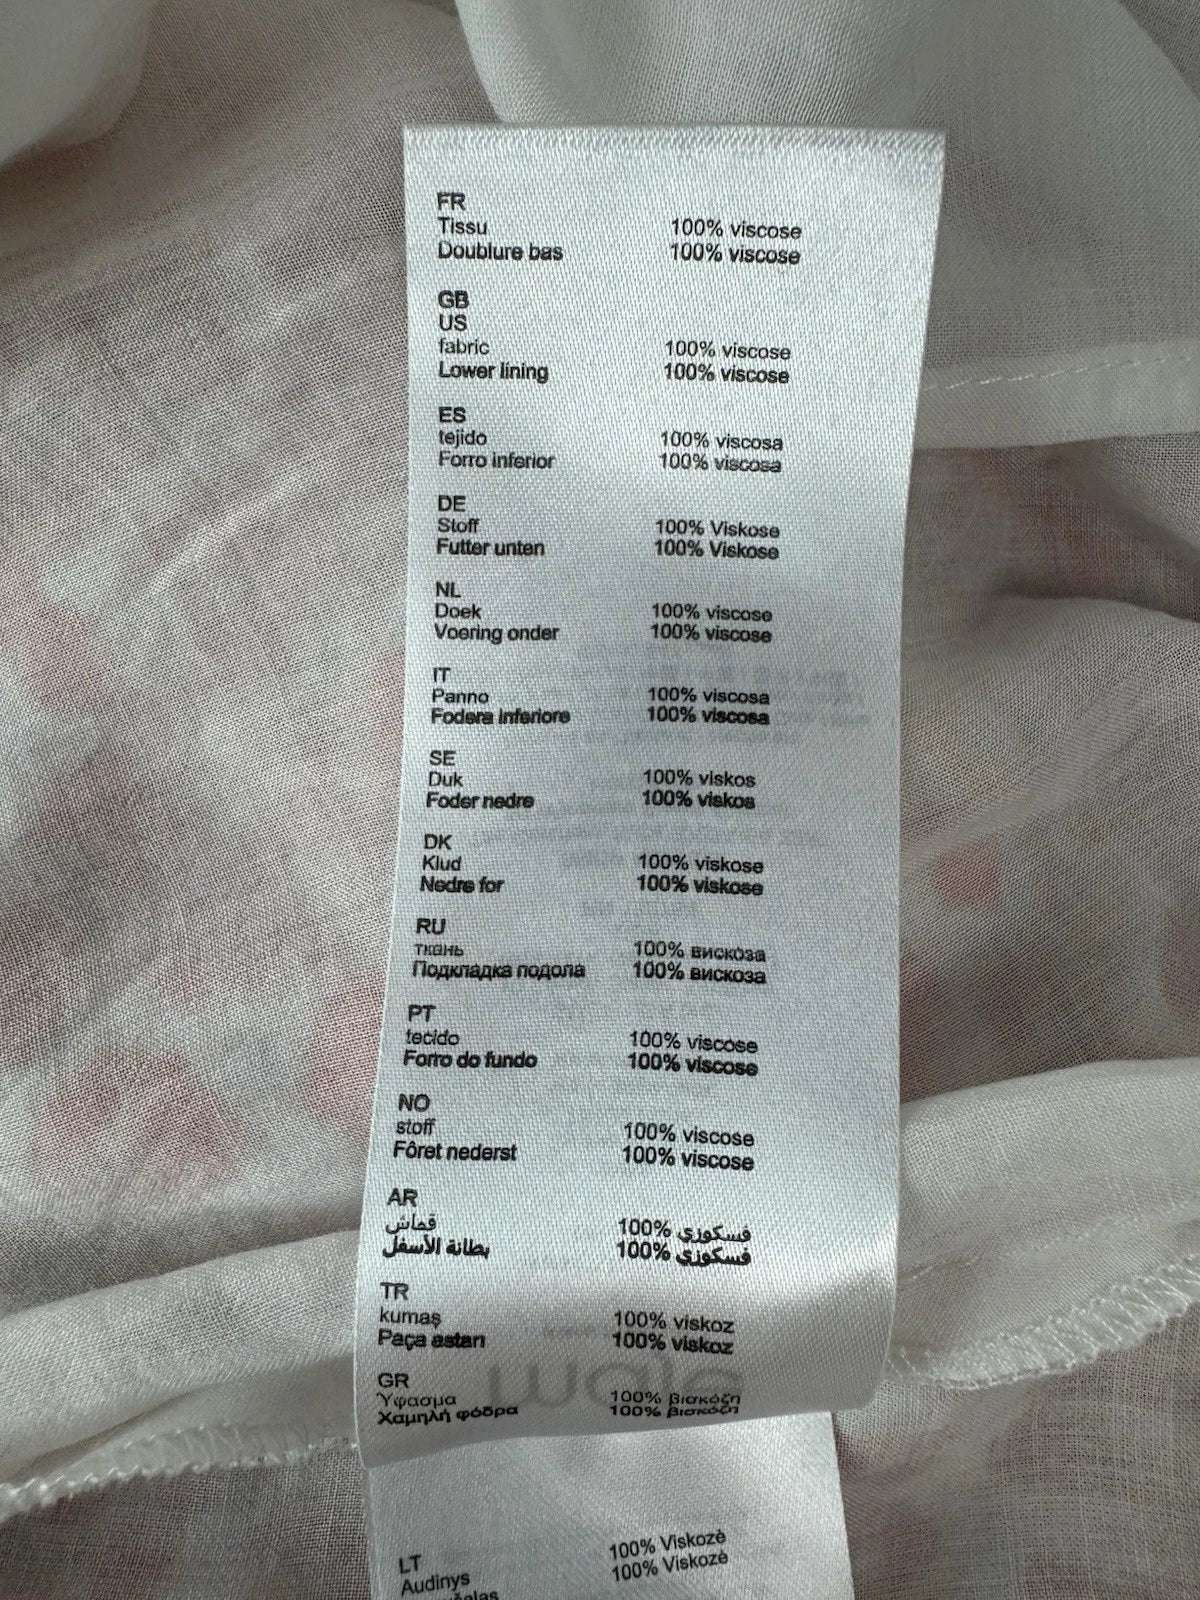 FR
Tissu 100% viscose
Doublure bas 100% viscose
GB
US
fabric 100% viscose
Lower lining 100% viscose
ES
tejido 100% viscosa
Forro inferior 100% viscosa
DE
Stoff 100% Viskose
Futter unten 100% Viskose
NL
Doek 100% viscose
Voering onder 100% viscose
IT
Panno 100% viscosa
Fodera inferiore 100% viscosa
SE
Duk 100% viskos
Foder nedre 100% viskos
DK
Klud 100% viskose
Nedre for 100% viskose
RU
ткань 100% вискоза
Подкладка подола 100% вискоза
PT
tecido 100% viscose
Forro do fundo 100% viscose
NO
stoff 100% viscose
Fôret nederst 100% viscose
AR
قماش 100% فسكوزي
بطانة الأسفل 100% فسكوزي
TR
kumaş 100% viskoz
Paça astarı 100% viskoz
GR
Ύφασμα 100% βισκόζη
Χαμηλή φόδρα 100% βισκόζη
LT
Audinys 100% Viskozė
100% Viskozė